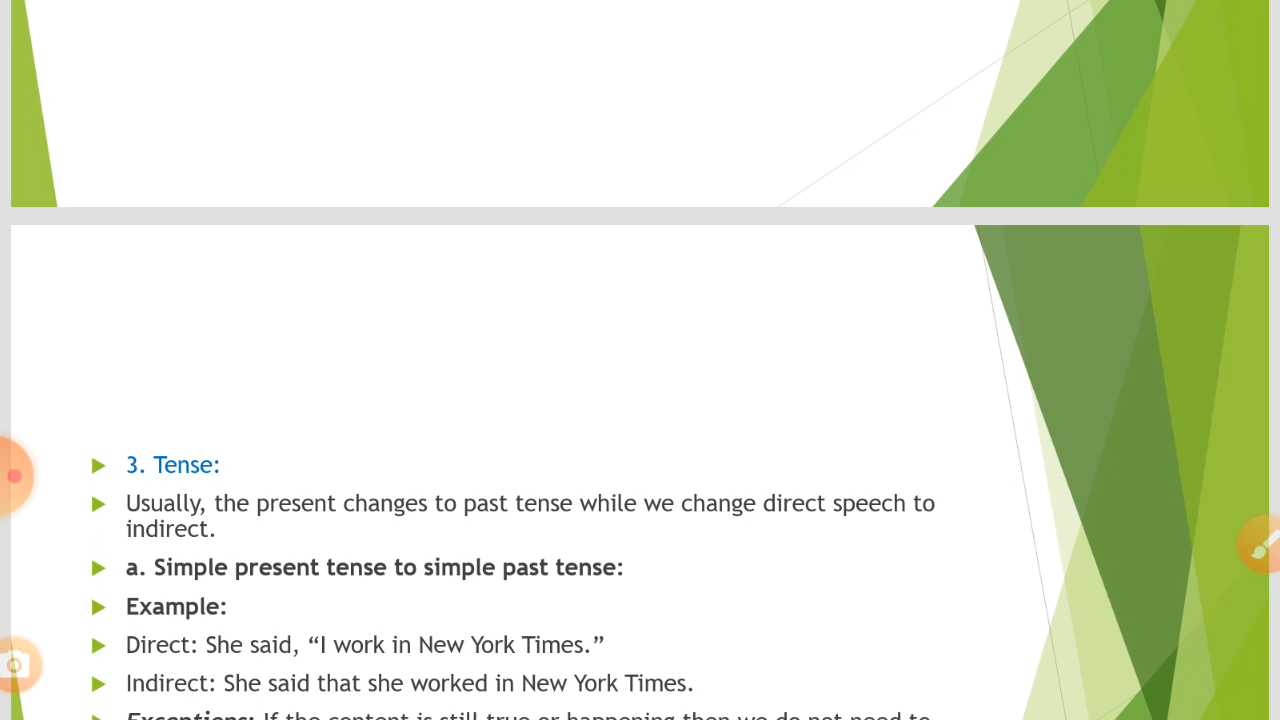 3. Tense:
Usually, the present changes to past tense while we change direct speech to
indirect.
a. Simple present tense to simple past tense:
Example:
Direct: She said, “I work in New York Times.”
Indirect: She said that she worked in New York Times.
Exceptions: If the content is still true or happening then we do not need to